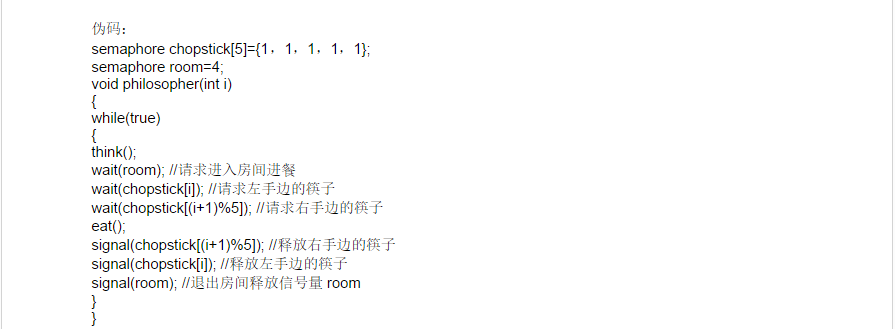 伪码：
semaphore chopstick[5]={1，1，1，1，1};
semaphore room=4;
void philosopher(int i)
{
while(true)
{
think();
wait(room); //请求进入房间进餐
wait(chopstick[i]); //请求左手边的筷子
wait(chopstick[(i+1)%5]); //请求右手边的筷子
eat();
signal(chopstick[(i+1)%5]); //释放右手边的筷子
signal(chopstick[i]); //释放左手边的筷子
signal(room); //退出房间释放信号量 room
}
}